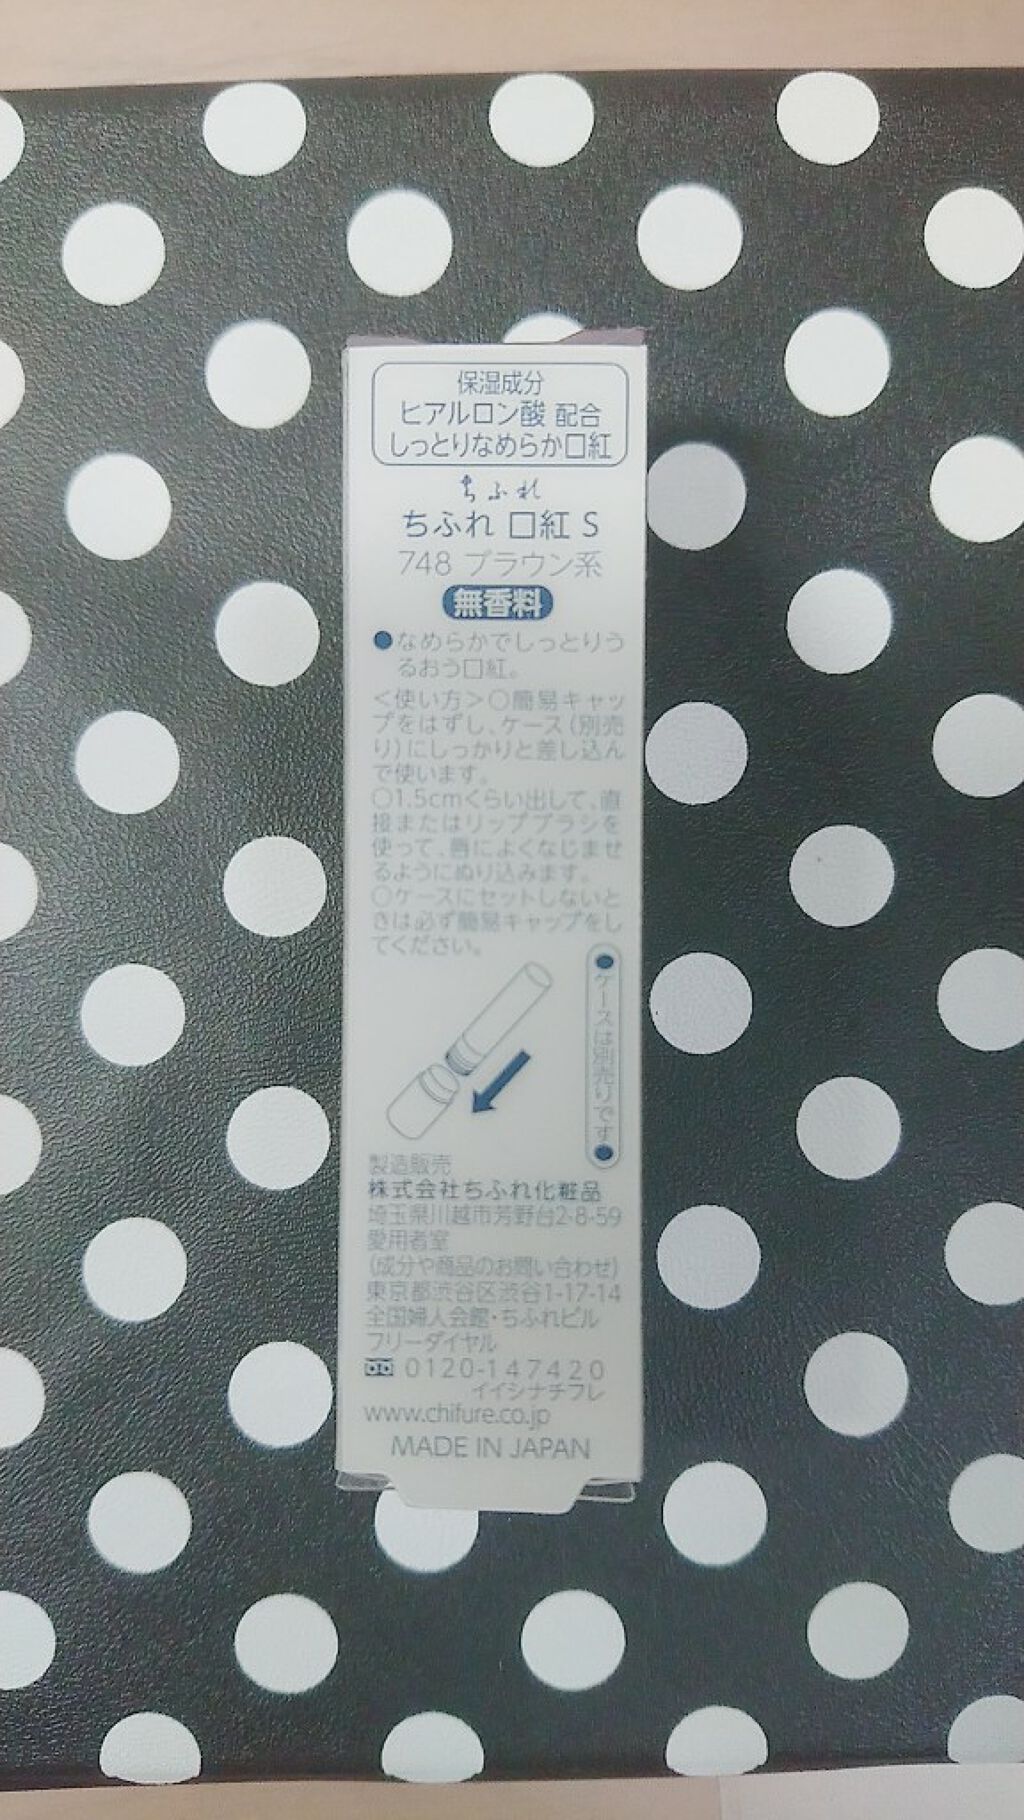 保湿成分
ヒアルロン酸 配合
しっとりなめらか口紅
ちふれ
ちふれ 口紅 S
748 ブラウン系
無香料
●なめらかでしっとりう
るおう口紅。
＜使い方＞○簡易キャッ
プをはずし、ケース(別売
り)にしっかりと差し込ん
で使います。
○1.5cmくらい出して、直
接またはリップブラシを
使って、唇によくなじませ
るようにぬり込みます。
○ケースにセットしないと
きは必ず簡易キャップをし
てください。
●ケースは別売りです●
製造販売
株式会社ちふれ化粧品
埼玉県川越市芳野台2-8-59
愛用者室
(成分や商品のお問い合わせ)
東京都渋谷区渋谷1-17-14
全国婦人会館・ちふれビル
フリーダイヤル
0120-147420
イイシナチフレ
www.chifure.co.jp
MADE IN JAPAN